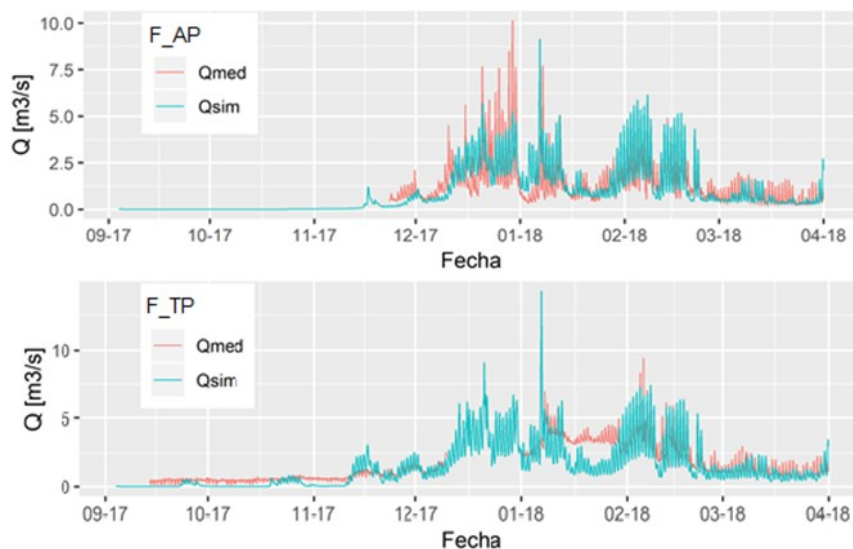 F_AP
Qmed
Qsim
Q [m3/s]
10.0
7.5
5.0
2.5
0.0
09-17 10-17 11-17 12-17 01-18 02-18 03-18 04-18
Fecha
F_TP
Qmed
Qsim
Q [m3/s]
10
5
0
09-17 10-17 11-17 12-17 01-18 02-18 03-18 04-18
Fecha